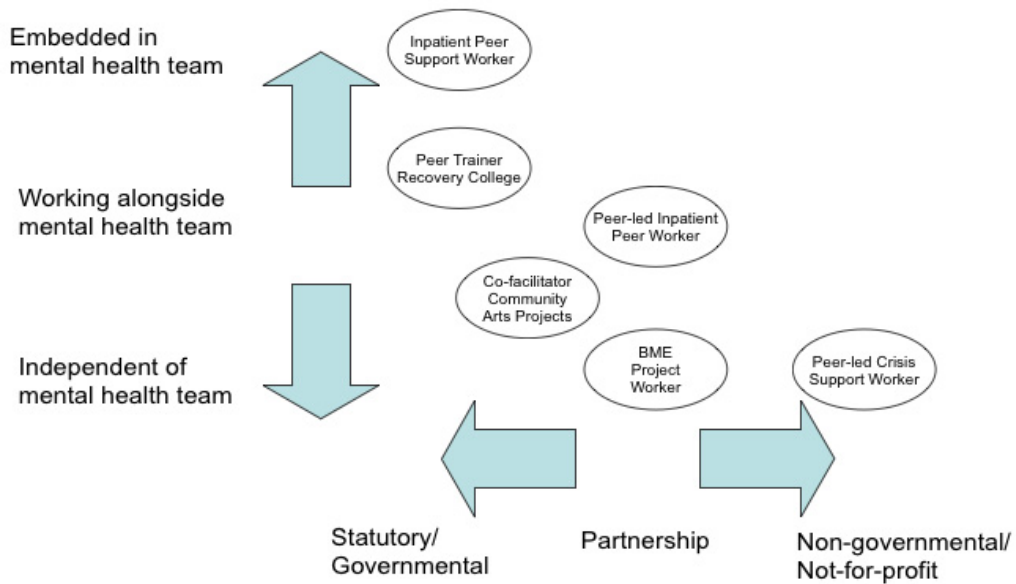 Embedded in
mental health team
Inpatient Peer
Support Worker
Peer Trainer
Recovery College
Working alongside
mental health team
Peer-led Inpatient
Peer Worker
Co-facilitator
Community
Arts Projects
Independent of
mental health team
BME
Project
Worker
Peer-led Crisis
Support Worker
Statutory/
Governmental
Partnership
Non-governmental/
Not-for-profit